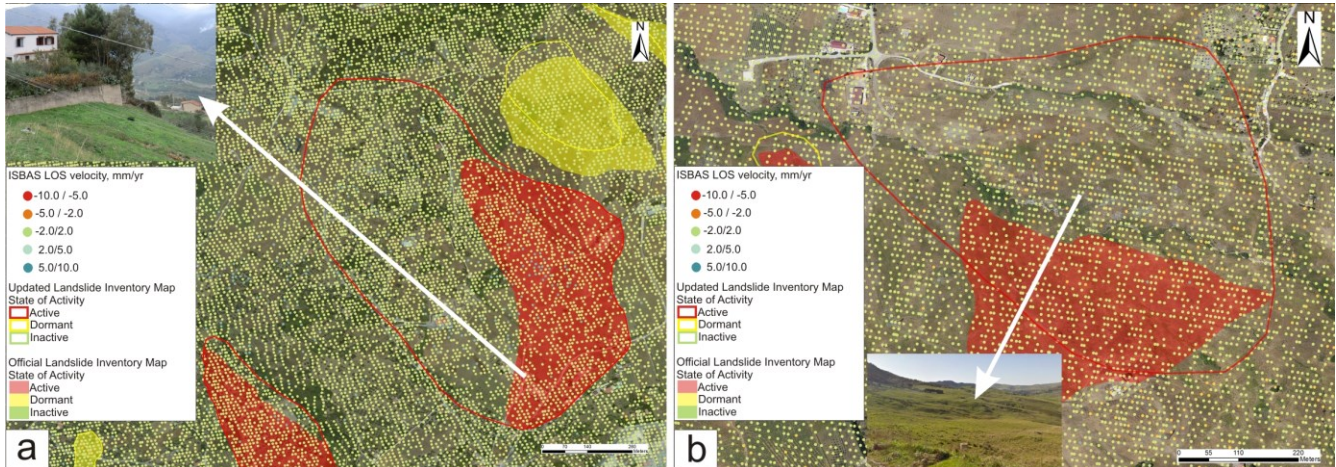 N
ISBAS LOS velocity, mm/yr
-10.0 / -5.0
-5.0 / -2.0
-2.0/2.0
2.0/5.0
5.0/10.0
Updated Landslide Inventory Map
State of Activity
Active
Dormant
Inactive
Official Landslide Inventory Map
State of Activity
Active
Dormant
Inactive
a
Meters
N
ISBAS LOS velocity, mm/yr
-10.0 / -5.0
-5.0 / -2.0
-2.0/2.0
2.0/5.0
5.0/10.0
Updated Landslide Inventory Map
State of Activity
Active
Dormant
Inactive
Official Landslide Inventory Map
State of Activity
Active
Dormant
Inactive
b
0 55 110 220
Meters